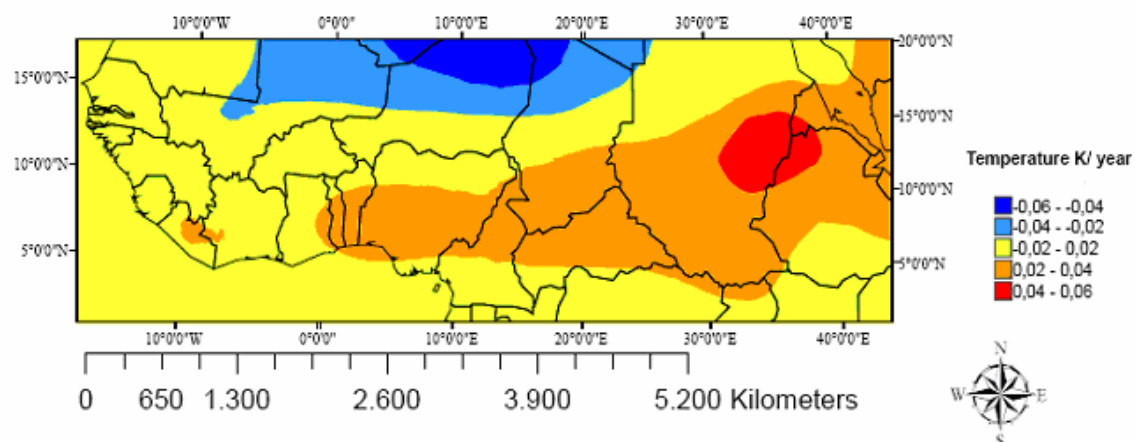 10°0'0"W 0°0'0" 10°0'0"E 20°0'0"E 30°0'0"E 40°0'0"E
20°0'0"N
15°0'0"N
15°0'0"N
10°0'0"N
10°0'0"N
5°0'0"N
5°0'0"N
10°0'0"W 0°0'0" 10°0'0"E 20°0'0"E 30°0'0"E 40°0'0"E
Temperature K/ year
-0,06 - -0,04
-0,04 - -0,02
-0,02 - 0,02
0,02 - 0,04
0,04 - 0,06
0 650 1.300 2.600 3.900 5.200 Kilometers
N
W E
S